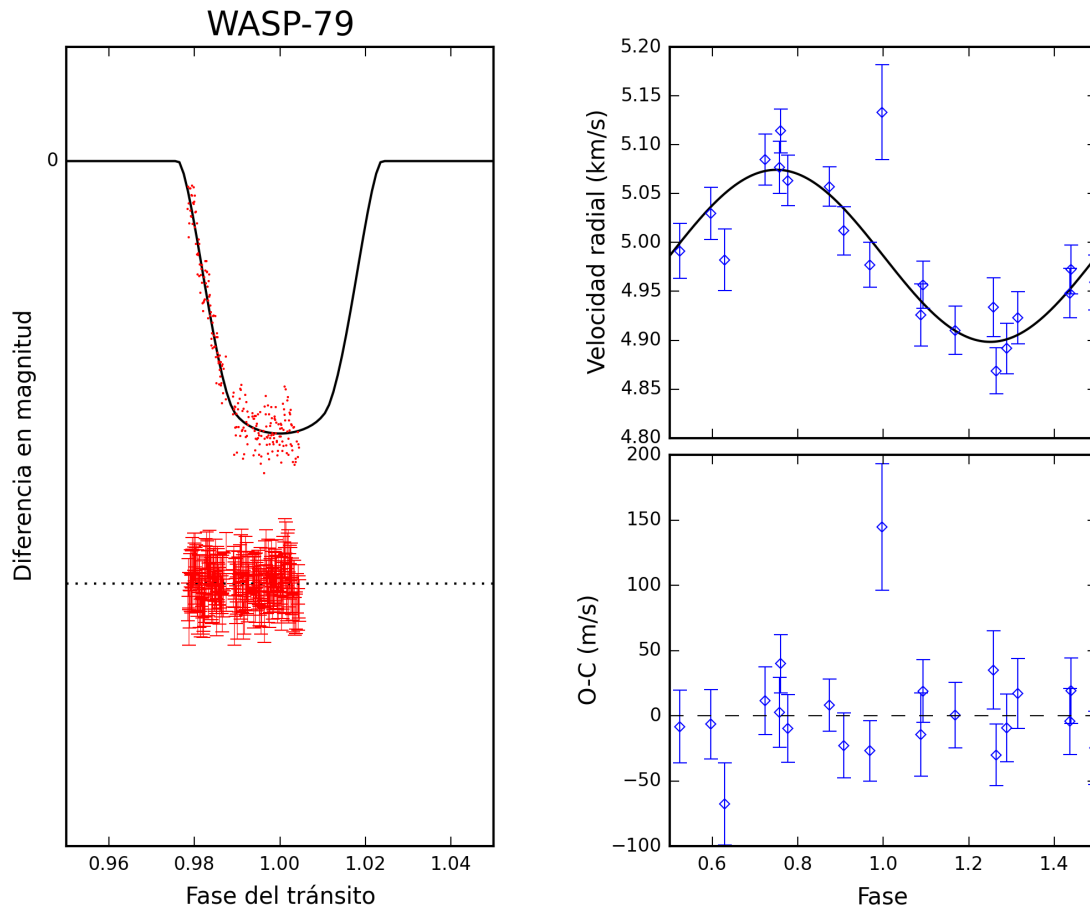 WASP-79
0
Diferencia en magnitud
0.96 0.98 1.00 1.02 1.04
Fase del tránsito
5.20
5.15
5.10
5.05
5.00
4.95
4.90
4.85
4.80
Velocidad radial (km/s)
200
150
100
50
0
−50
−100
O-C (m/s)
0.6 0.8 1.0 1.2 1.4
Fase